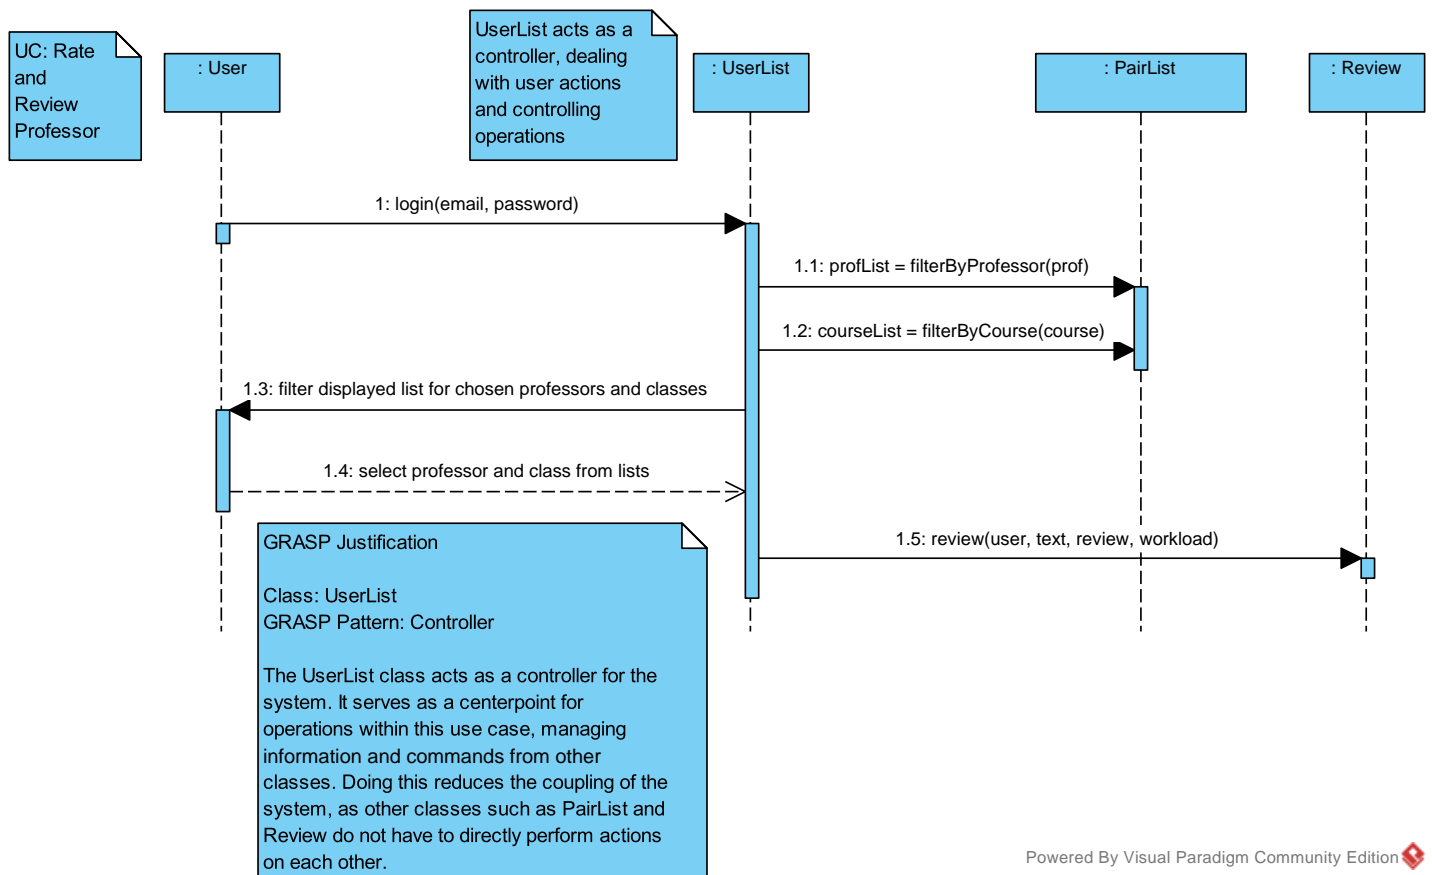 UC: Rate
and
Review
Professor
: User
UserList acts as a
controller, dealing
with user actions
and controlling
operations
: UserList
: PairList
: Review
1: login(email, password)
1.1: profList = filterByProfessor(prof)
1.2: courseList = filterByCourse(course)
1.3: filter displayed list for chosen professors and classes
1.4: select professor and class from lists
1.5: review(user, text, review, workload)
GRASP Justification
Class: UserList
GRASP Pattern: Controller
The UserList class acts as a controller for the
system. It serves as a centerpoint for
operations within this use case, managing
information and commands from other
classes. Doing this reduces the coupling of the
system, as other classes such as PairList and
Review do not have to directly perform actions
on each other.
Powered By Visual Paradigm Community Edition